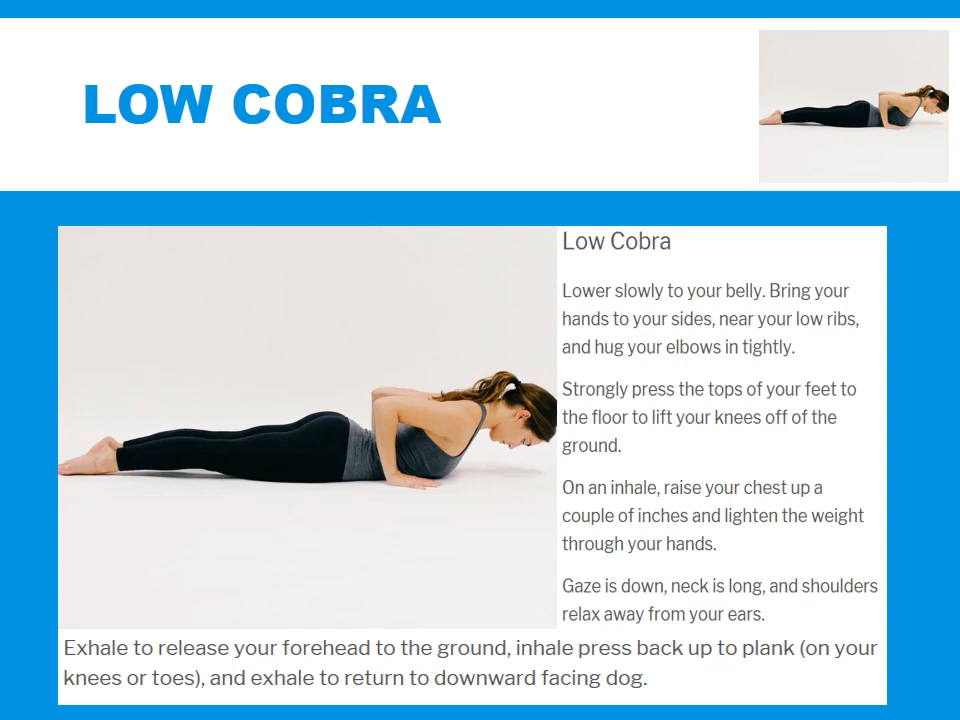 LOW COBRA
Low Cobra
Lower slowly to your belly. Bring your
hands to your sides, near your low ribs,
and hug your elbows in tightly.
Strongly press the tops of your feet to
the floor to lift your knees off of the
ground.
On an inhale, raise your chest up a
couple of inches and lighten the weight
through your hands.
Gaze is down, neck is long, and shoulders
relax away from your ears.
Exhale to release your forehead to the ground, inhale press back up to plank (on your
knees or toes), and exhale to return to downward facing dog.